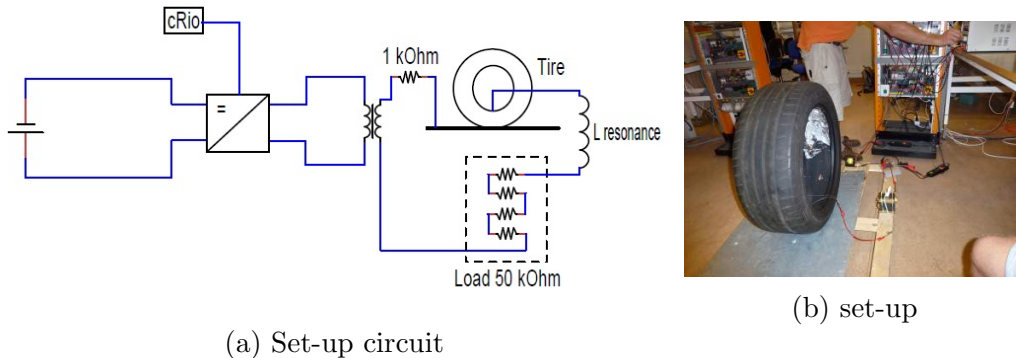 cRio
=
1 kOhm
Tire
L resonance
Load 50 kOhm
(a) Set-up circuit
(b) set-up